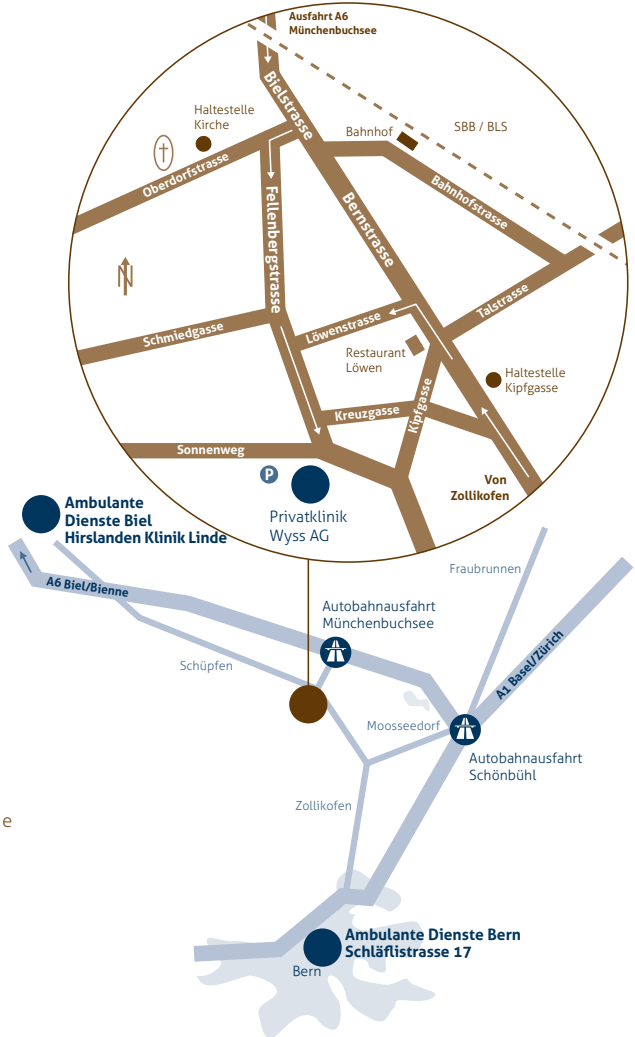 Ausfahrt A6
Münchenbuchsee
Bielstrasse
Haltestelle
Kirche
Bahnhof
SBB / BLS
Oberdorfstrasse
Bahnhofstrasse
Fellenbergstrasse
Bernstrasse
N
Talstrasse
Schmiedgasse
Löwenstrasse
Restaurant
Löwen
Haltestelle
Kipfgasse
Kreuzgasse
Kipfgasse
Sonnenweg
P
Von
Zollikofen
Privatklinik
Wyss AG
Ambulante
Dienste Biel
Hirslanden Klinik Linde
A6 Biel/Bienne
Fraubrunnen
Autobahnausfahrt
Münchenbuchsee
A1 Basel/Zürich
Schüpfen
Moosseedorf
Autobahnausfahrt
Schönbühl
Zollikofen
e
Ambulante Dienste Bern
Schläflistrasse 17
Bern